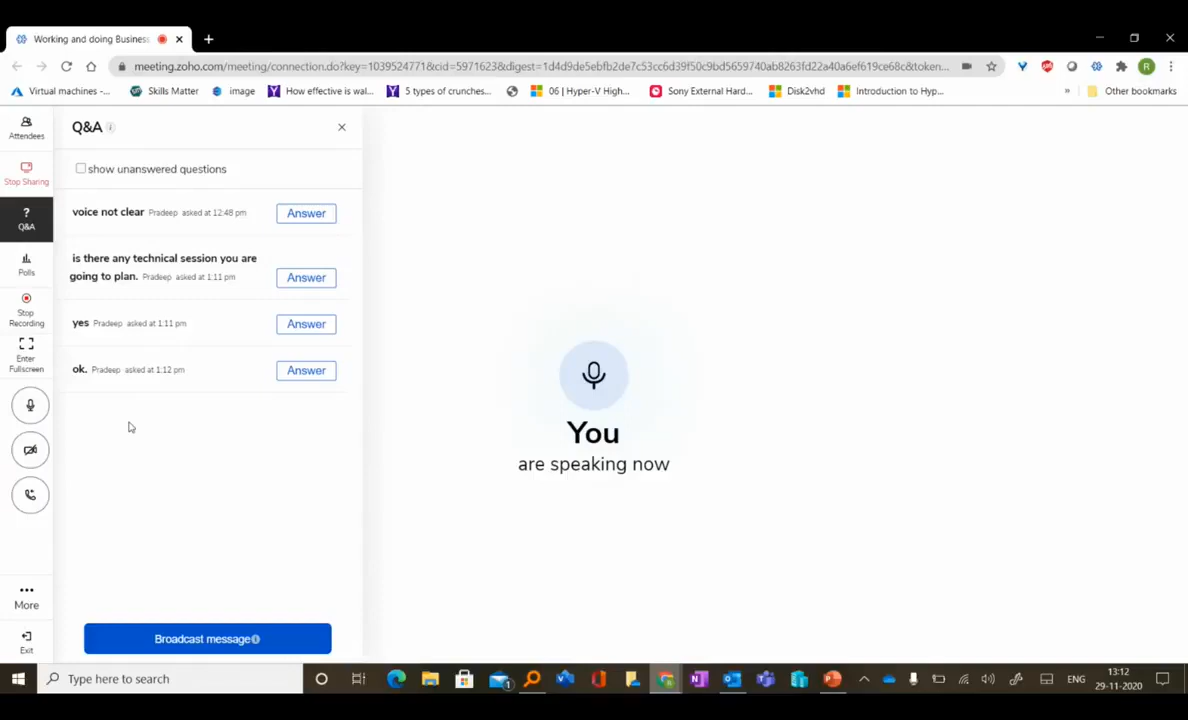 Working and doing Business
meeting.zoho.com/meeting/connection.do?key=1039524771&cid=5971623&digest=1d4d9de5ebfb2de7c53cc6d39f50c9bd5659740ab8263fd22a40a6ef619ce68c&token...
R
Virtual machines -...
Skills Matter
image
How effective is wal...
5 types of crunches...
06 | Hyper-V High...
Sony External Hard...
Disk2vhd
Introduction to Hyp...
»
Other bookmarks
Attendees
Stop Sharing
?
Q&A
Polls
Stop
Recording
Enter
Fullscreen
More
Exit
Q&A
show unanswered questions
voice not clear Pradeep asked at 12:48 pm
Answer
is there any technical session you are
going to plan. Pradeep asked at 1:11 pm
Answer
yes Pradeep asked at 1:11 pm
Answer
ok. Pradeep asked at 1:12 pm
Answer
Broadcast message
You
are speaking now
Type here to search
ENG
13:12
29-11-2020